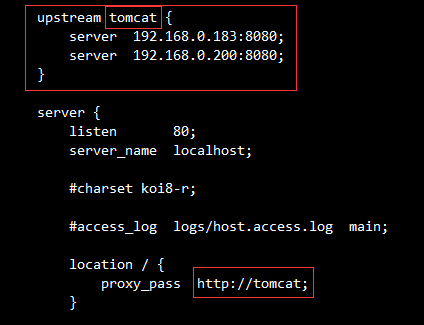 upstream tomcat {
    server  192.168.0.183:8080;
    server  192.168.0.200:8080;
}
server {
    listen       80;
    server_name  localhost;
    #charset koi8-r;
    #access_log  logs/host.access.log  main;
    location / {
        proxy_pass  http://tomcat;
    }